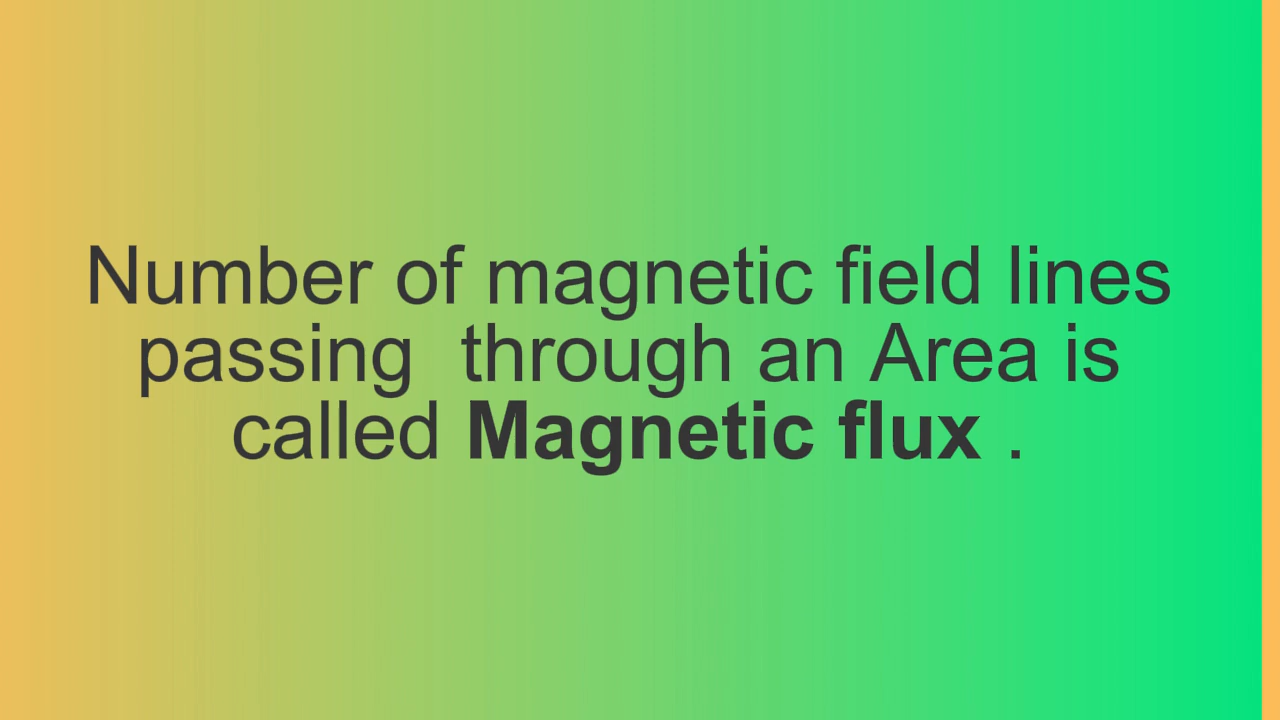 Number of magnetic field lines
passing  through an Area is
called Magnetic flux .